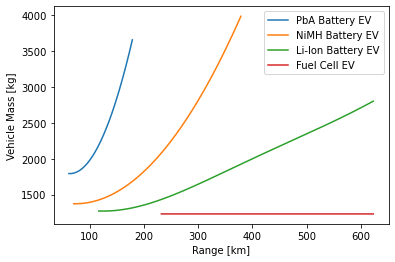 4000
3500
3000
2500
2000
1500
Vehicle Mass [kg]
PbA Battery EV
NiMH Battery EV
Li-Ion Battery EV
Fuel Cell EV
100 200 300 400 500 600
Range [km]